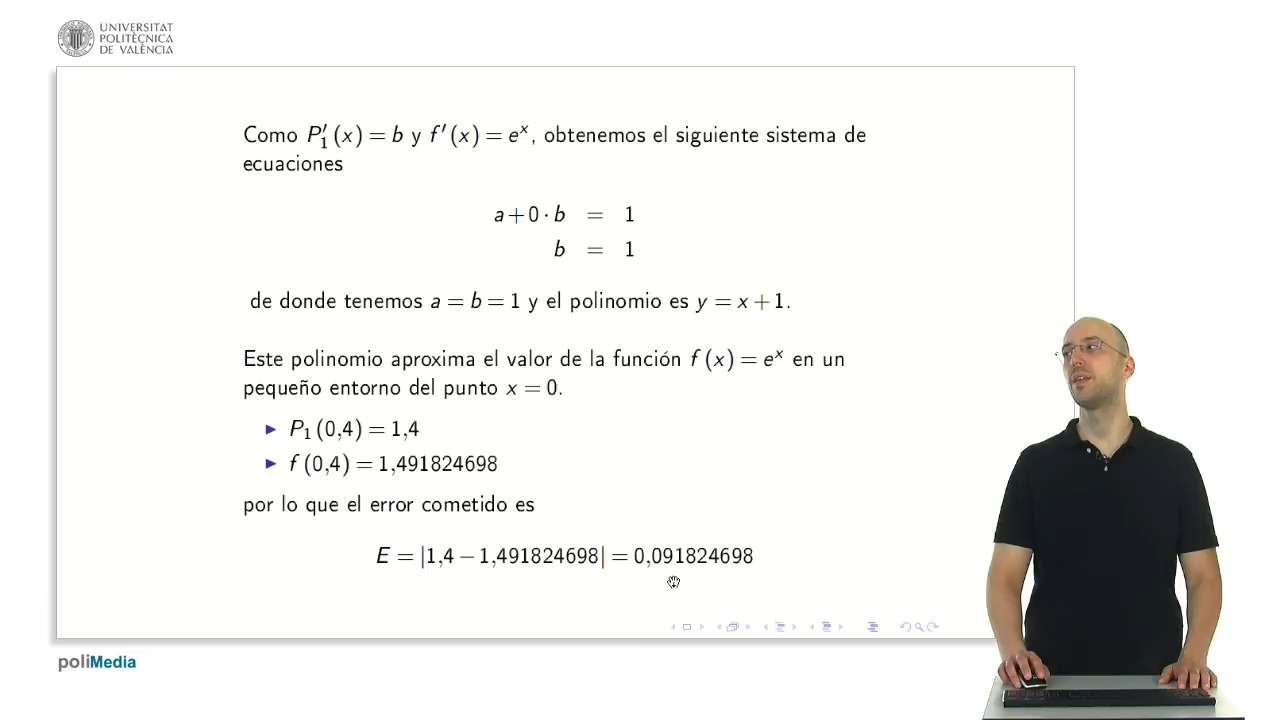 UNIVERSITAT
POLITÈCNICA
DE VALÈNCIA
Como P₁′(x) = b y f′(x) = eˣ, obtenemos el siguiente sistema de
ecuaciones
a + 0 · b = 1
b = 1
de donde tenemos a = b = 1 y el polinomio es y = x + 1.
Este polinomio aproxima el valor de la función f(x) = eˣ en un
pequeño entorno del punto x = 0.
▶ P₁(0,4) = 1,4
▶ f(0,4) = 1,491824698
por lo que el error cometido es
E = |1,4 − 1,491824698| = 0,091824698
poliMedia